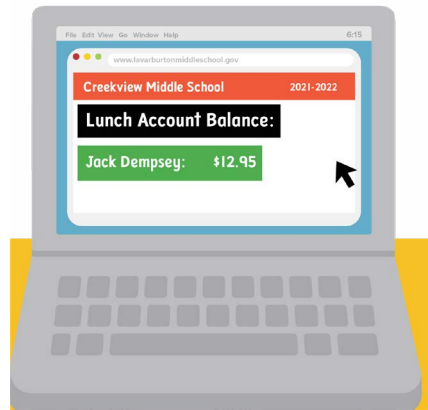 File Edit View Go Window Help 6:15
www.lavarburtonmiddleschool.gov
Creekview Middle School 2021-2022
Lunch Account Balance:
Jack Dempsey: $12.95